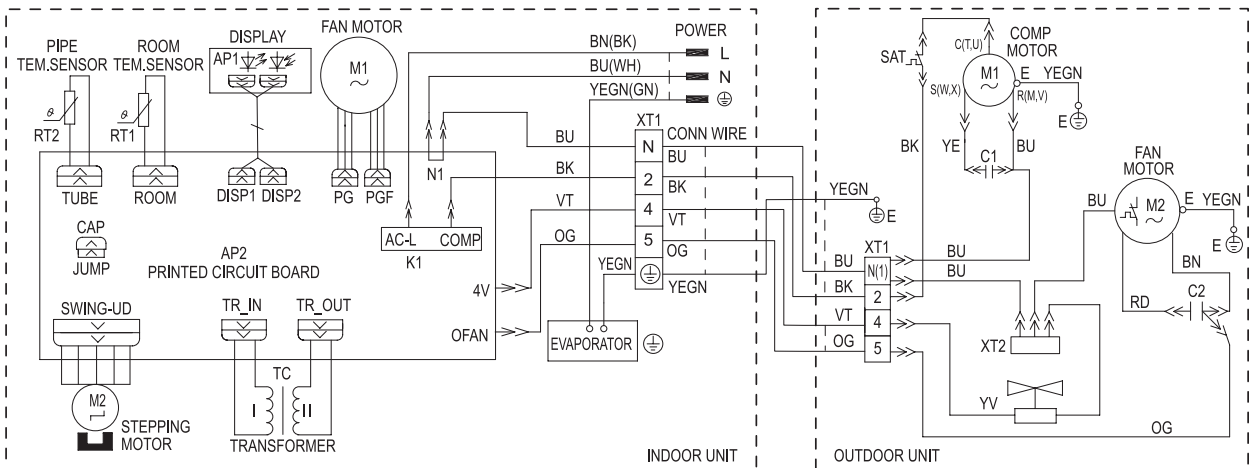 PIPE
TEM.SENSOR
ROOM
TEM.SENSOR
DISPLAY
AP1
FAN MOTOR
M1
~
BN(BK)
BU(WH)
YEGN(GN)
POWER
L
N
θ
RT2
θ
RT1
TUBE
ROOM
DISP1
DISP2
PG
PGF
N1
AC-L
COMP
K1
CAP
JUMP
AP2
PRINTED CIRCUIT BOARD
SWING-UD
TR_IN
TR_OUT
4V
OFAN
M2
STEPPING
MOTOR
TC
I
II
TRANSFORMER
BU
BK
VT
OG
YEGN
XT1
N
2
4
5
CONN WIRE
BU
BK
VT
OG
YEGN
EVAPORATOR
INDOOR UNIT
SAT
C(T,U)
COMP
MOTOR
M1
~
E
YEGN
S(W,X)
R(M,V)
E
BK
YE
C1
BU
FAN
MOTOR
YEGN
E
BU
M2
~
E
YEGN
E
XT1
BU
N(1)
BU
BU
BK
2
VT
4
OG
5
BN
RD
C2
XT2
YV
OG
OUTDOOR UNIT